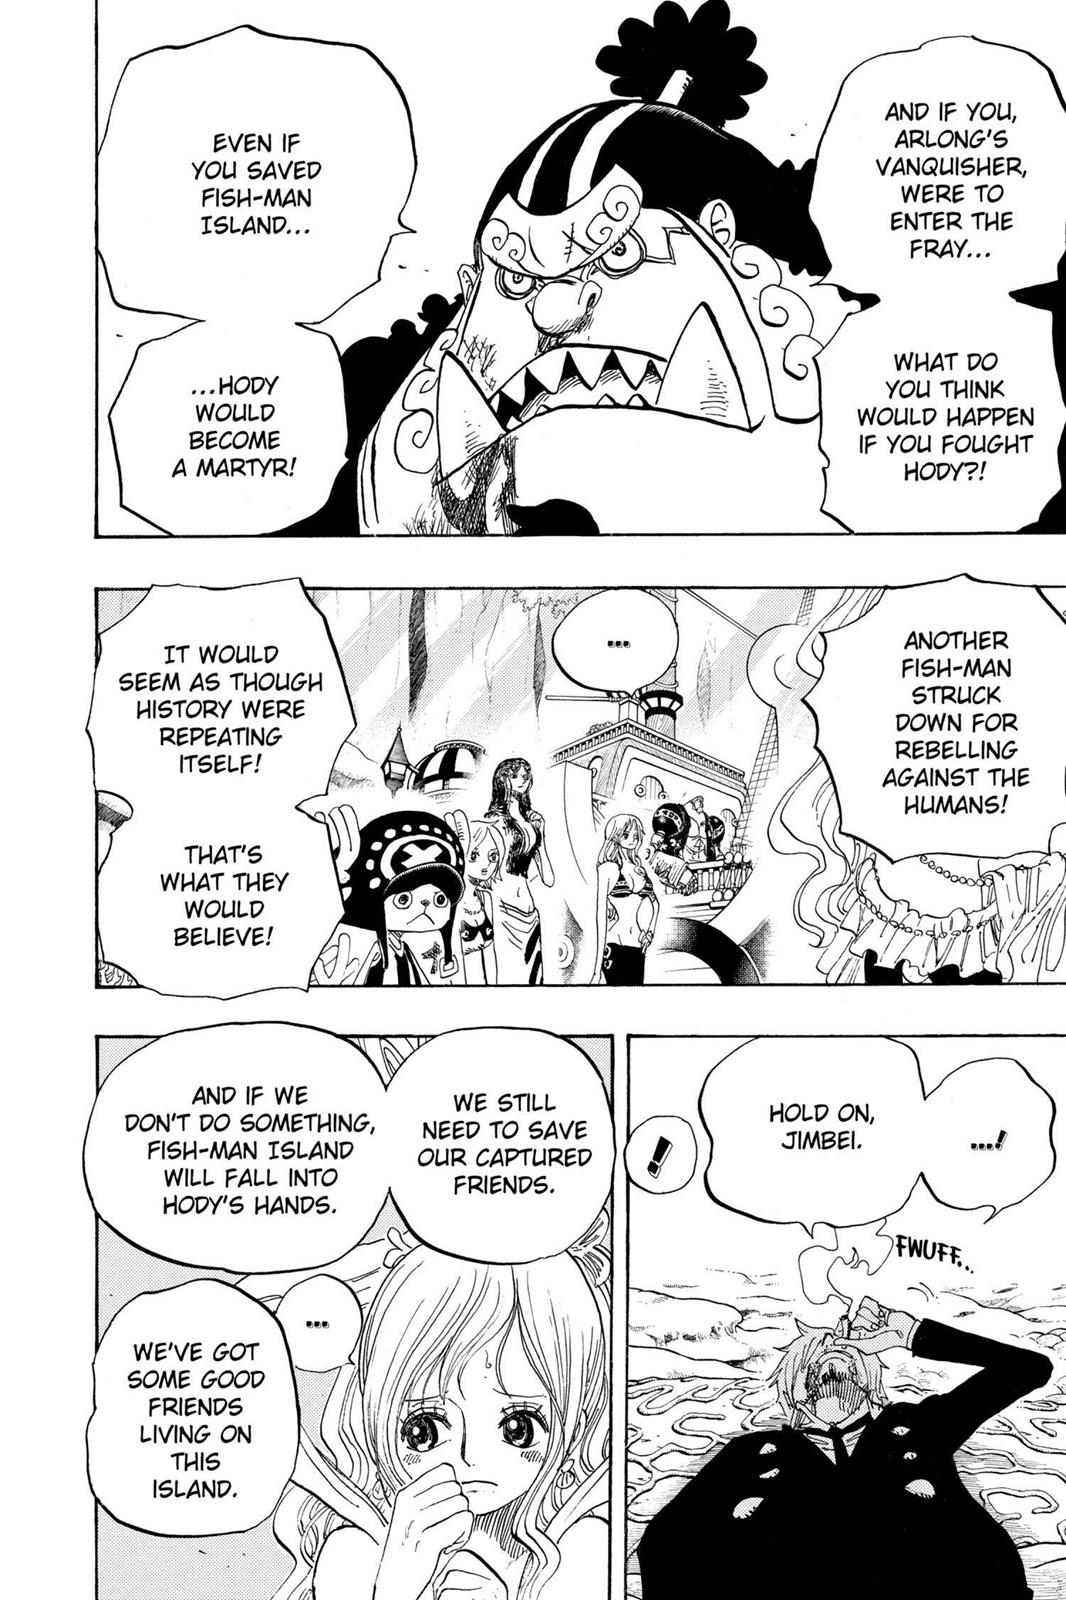 AND IF YOU,
ARLONG'S
VANQUISHER,
WERE TO
ENTER THE
FRAY...
WHAT DO
YOU THINK
WOULD HAPPEN
IF YOU FOUGHT
HODY?!
EVEN IF
YOU SAVED
FISH-MAN
ISLAND...
...HODY
WOULD
BECOME
A MARTYR!
ANOTHER
FISH-MAN
STRUCK
DOWN FOR
REBELLING
AGAINST THE
HUMANS!
...
IT WOULD
SEEM AS THOUGH
HISTORY WERE
REPEATING
ITSELF!
THAT'S
WHAT THEY
WOULD
BELIEVE!
....!
HOLD ON,
JIMBEI.
FWUFF...
!
WE STILL
NEED TO SAVE
OUR CAPTURED
FRIENDS.
AND IF WE
DON'T DO SOMETHING,
FISH-MAN ISLAND
WILL FALL INTO
HODY'S HANDS.
...
WE'VE GOT
SOME GOOD
FRIENDS
LIVING ON
THIS
ISLAND.